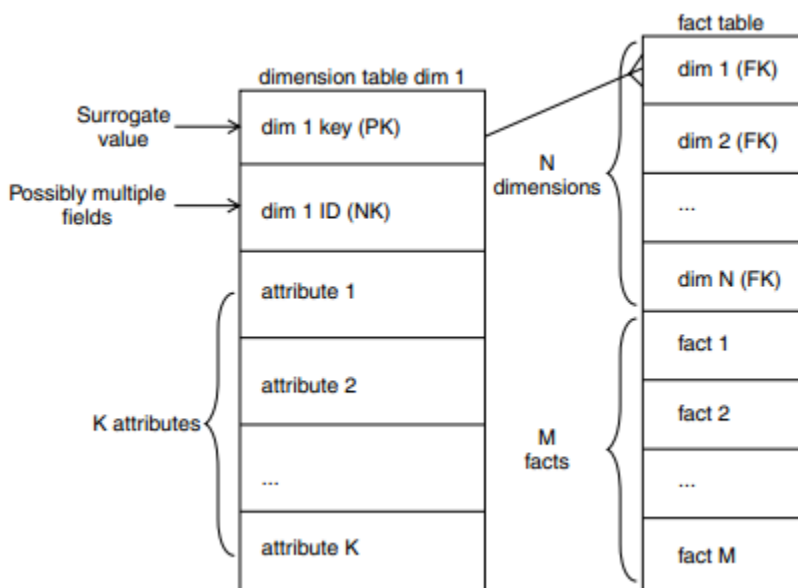 fact table
dimension table dim 1
Surrogate
value
dim 1 key (PK)
Possibly multiple
fields
dim 1 ID (NK)
attribute 1
attribute 2
...
attribute K
K attributes
N
dimensions
dim 1 (FK)
dim 2 (FK)
...
dim N (FK)
M
facts
fact 1
fact 2
...
fact M